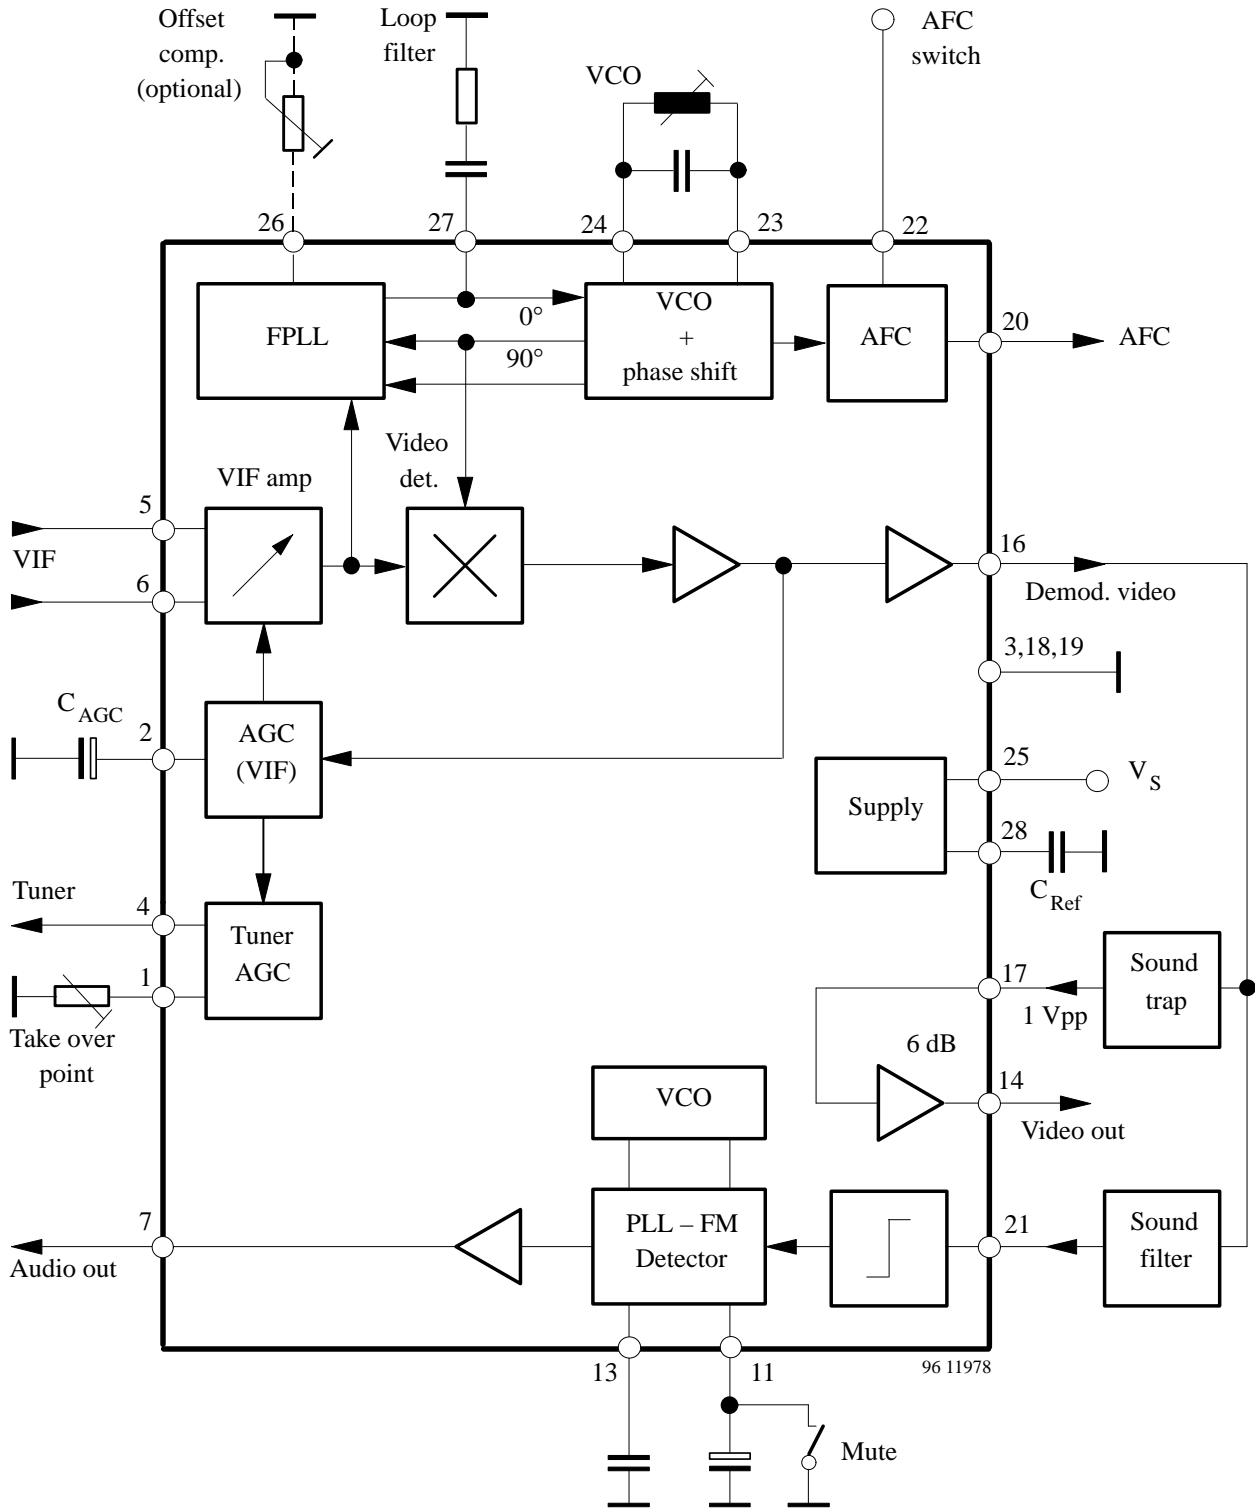 Offset
comp.
(optional)
Loop
filter
VCO
AFC
switch
26
27
24
23
22
FPLL
0°
90°
VCO
+
phase shift
AFC
20
AFC
VIF amp
Video
det.
5
VIF
6
16
Demod. video
3,18,19
C AGC
2
AGC
(VIF)
Supply
25
V S
28
C Ref
Tuner
4
Tuner
AGC
1
Take over
point
17
1 Vpp
Sound
trap
6 dB
14
Video out
VCO
7
Audio out
PLL – FM
Detector
21
Sound
filter
13
11
96 11978
Mute